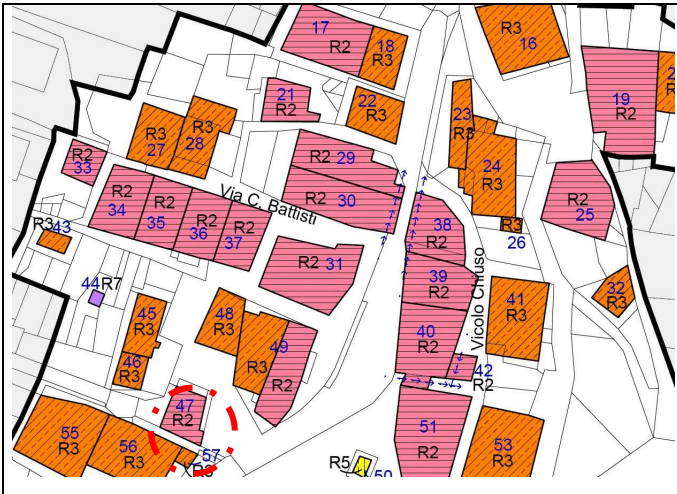 17
R2
18
R3
R3
16
19
R2
21
R2
22
R3
23
R3
R3
27
R3
28
R2
29
24
R3
R2
33
R2
30
R2
34
R2
35
R2
36
R2
37
Via C. Battisti
38
R2
R2
25
R3
26
R3
43
R2
31
39
R2
Vicolo Chiuso
41
R3
32
R3
44
R7
45
R3
48
R3
R3
49
R2
40
R2
46
R3
42
R2
47
R2
51
R2
55
R3
56
R3
57
R3
R5
50
53
R3